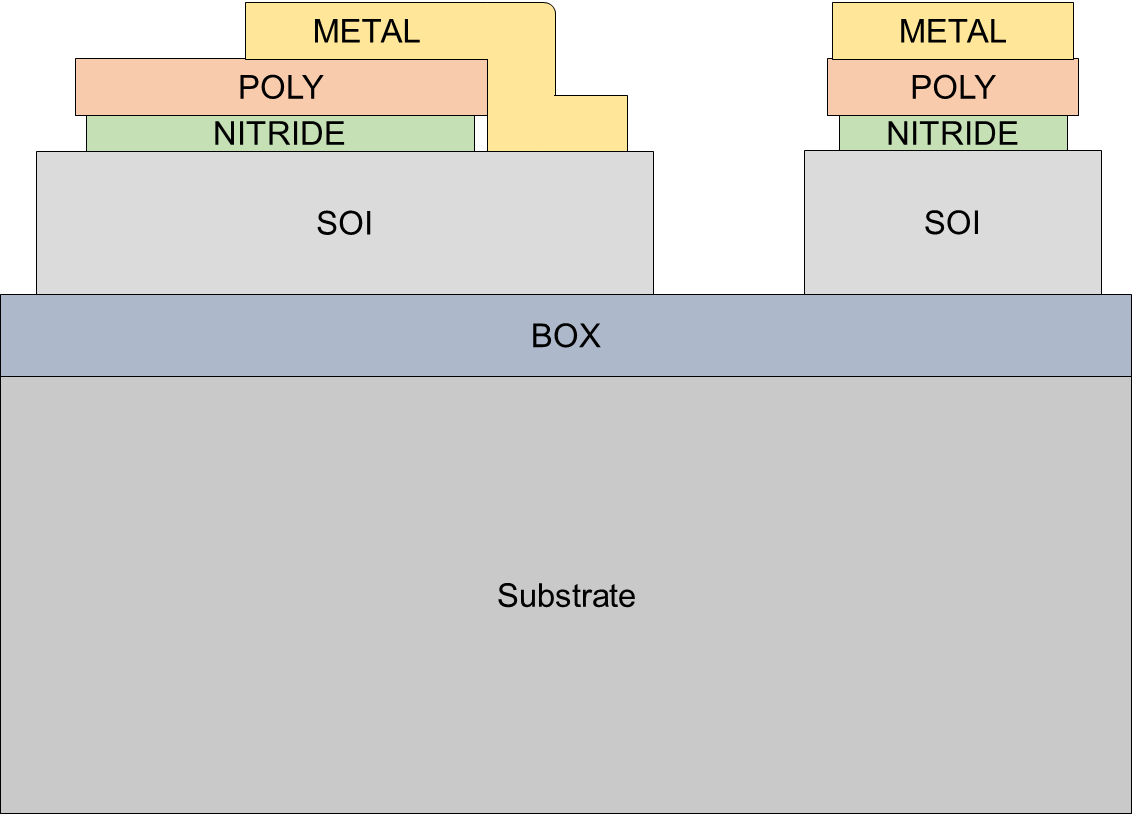 METAL
METAL
POLY
POLY
NITRIDE
NITRIDE
SOI
SOI
BOX
Substrate